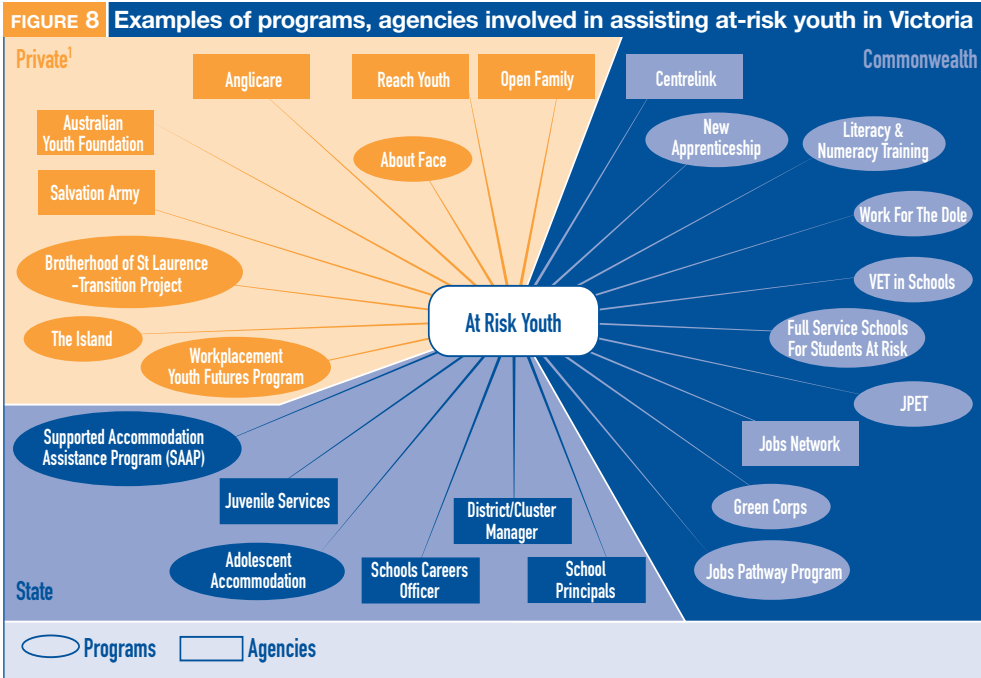 FIGURE 8 Examples of programs, agencies involved in assisting at-risk youth in Victoria
Private¹
Anglicare
Reach Youth
Open Family
Australian
Youth Foundation
About Face
Salvation Army
Brotherhood of St Laurence
–Transition Project
The Island
Workplacement
Youth Futures Program
Commonwealth
Centrelink
New
Apprenticeship
Literacy &
Numeracy Training
Work For The Dole
VET in Schools
Full Service Schools
For Students At Risk
JPET
Jobs Network
Green Corps
Jobs Pathway Program
At Risk Youth
Supported Accommodation
Assistance Program (SAAP)
Juvenile Services
District/Cluster
Manager
Adolescent
Accommodation
Schools Careers
Officer
School
Principals
State
Programs
Agencies